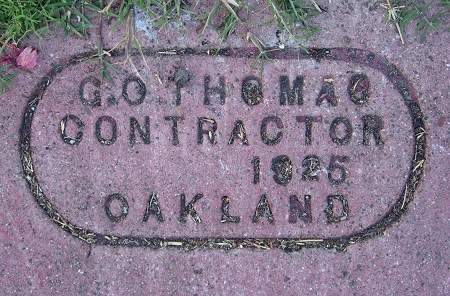 G.O.THOMAS
CONTRACTOR
1925
OAKLAND